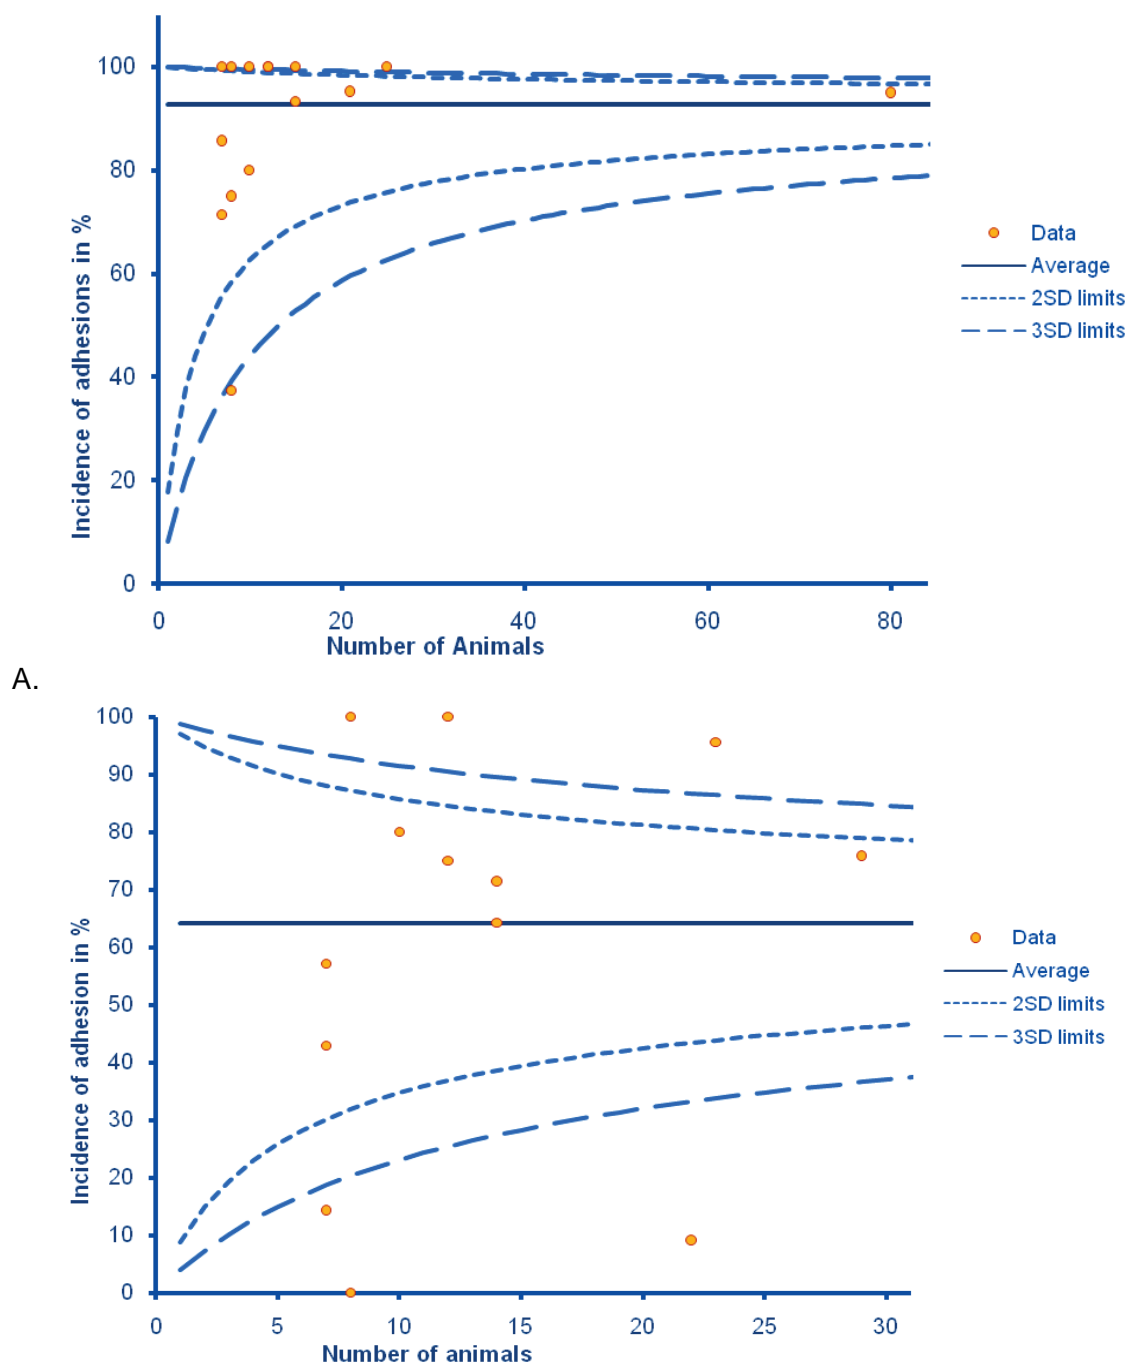 100
80
60
40
20
0
Incidence of adhesions in %
0 20 40 60 80
Number of Animals
Data
Average
2SD limits
3SD limits
A.
100
90
80
70
60
50
40
30
20
10
0
Incidence of adhesion in %
0 5 10 15 20 25 30
Number of animals
Data
Average
2SD limits
3SD limits